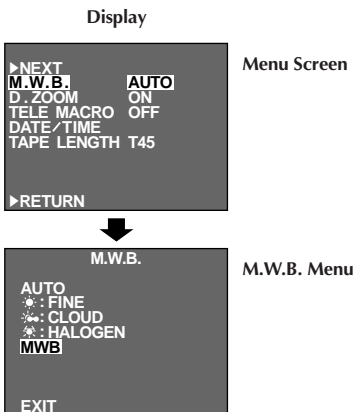 Display
Menu Screen
▶NEXT
M.W.B. AUTO
D.ZOOM ON
TELE MACRO OFF
DATE/TIME
TAPE LENGTH T45
▶RETURN
M.W.B. Menu
M.W.B.
AUTO
: FINE
: CLOUD
: HALOGEN
MWB
EXIT